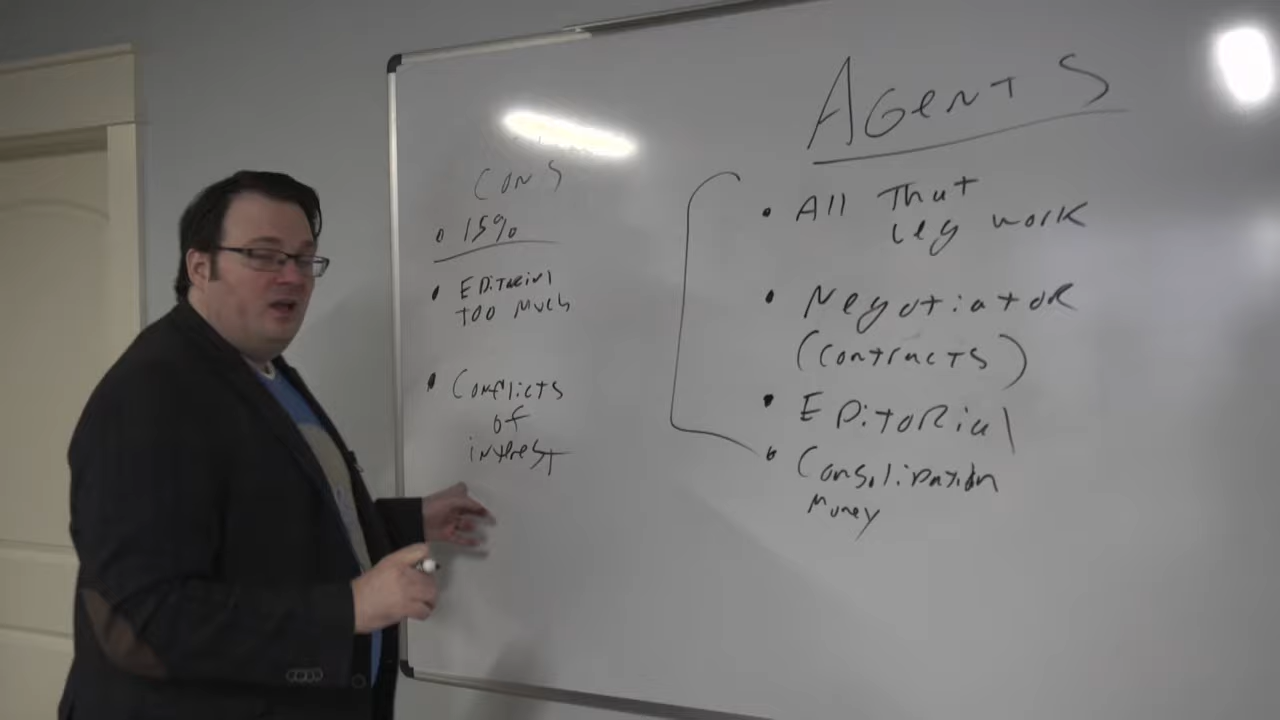 AGENTS
• All That
leg work
• Negotiator
(contracts)
• EDitoRial
• Consolidation
Money
CONS
• 15%
• EDitorial
too Much
• Conflicts
of
interest